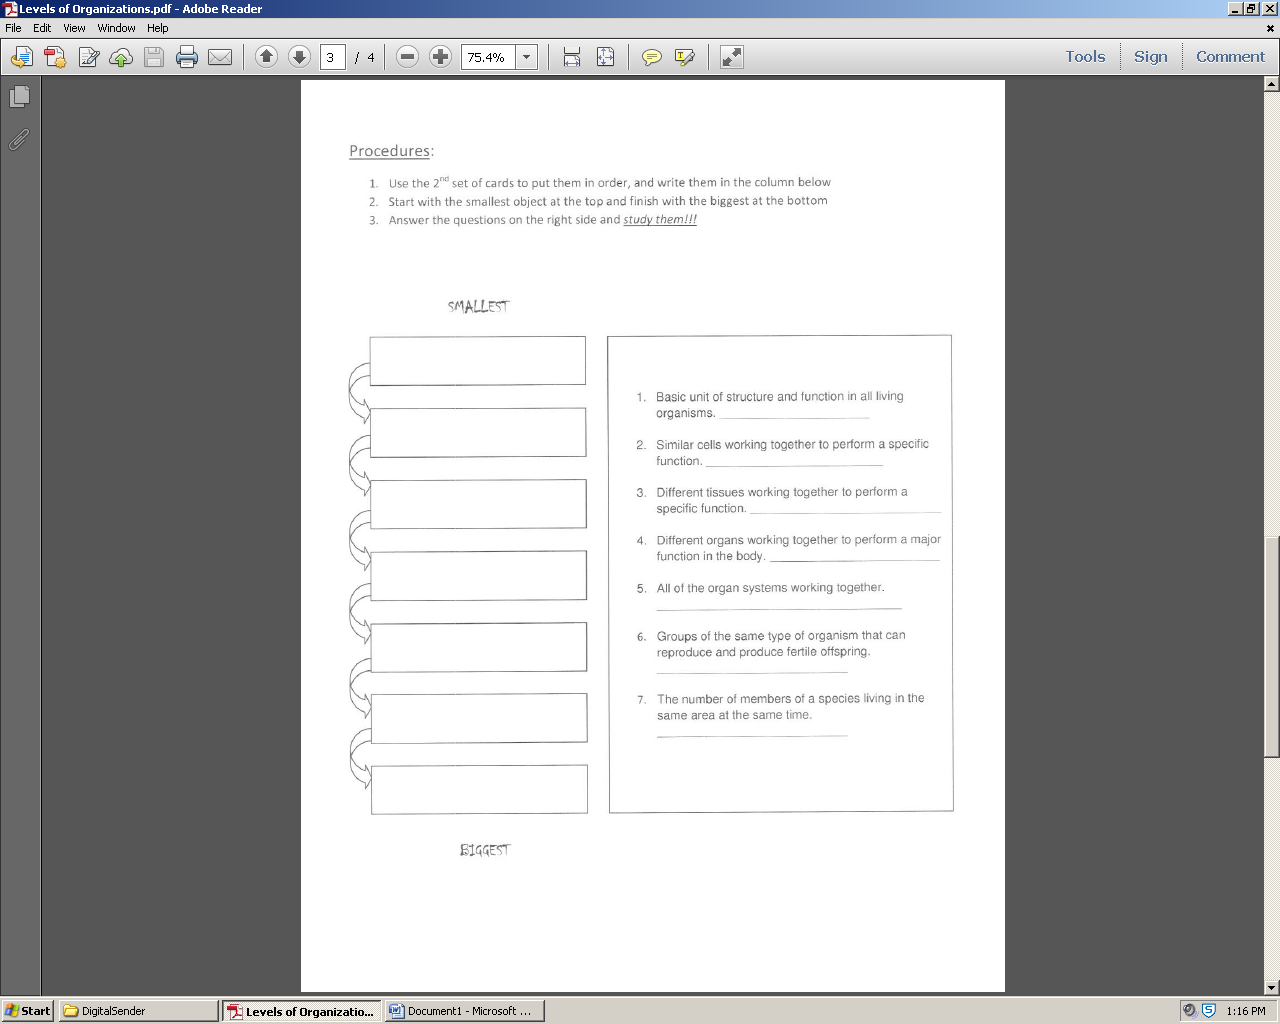 Levels of Organizations.pdf - Adobe Reader
File Edit View Window Help
3 / 4 75.4% Tools Sign Comment
Procedures:
1. Use the 2nd set of cards to put them in order, and write them in the column below
2. Start with the smallest object at the top and finish with the biggest at the bottom
3. Answer the questions on the right side and study them!!!
SMALLEST
1. Basic unit of structure and function in all living
organisms.
2. Similar cells working together to perform a specific
function.
3. Different tissues working together to perform a
specific function.
4. Different organs working together to perform a major
function in the body.
5. All of the organ systems working together.
6. Groups of the same type of organism that can
reproduce and produce fertile offspring.
7. The number of members of a species living in the
same area at the same time.
BIGGEST
Start DigitalSender Levels of Organizatio... Document1 - Microsoft ... 1:16 PM